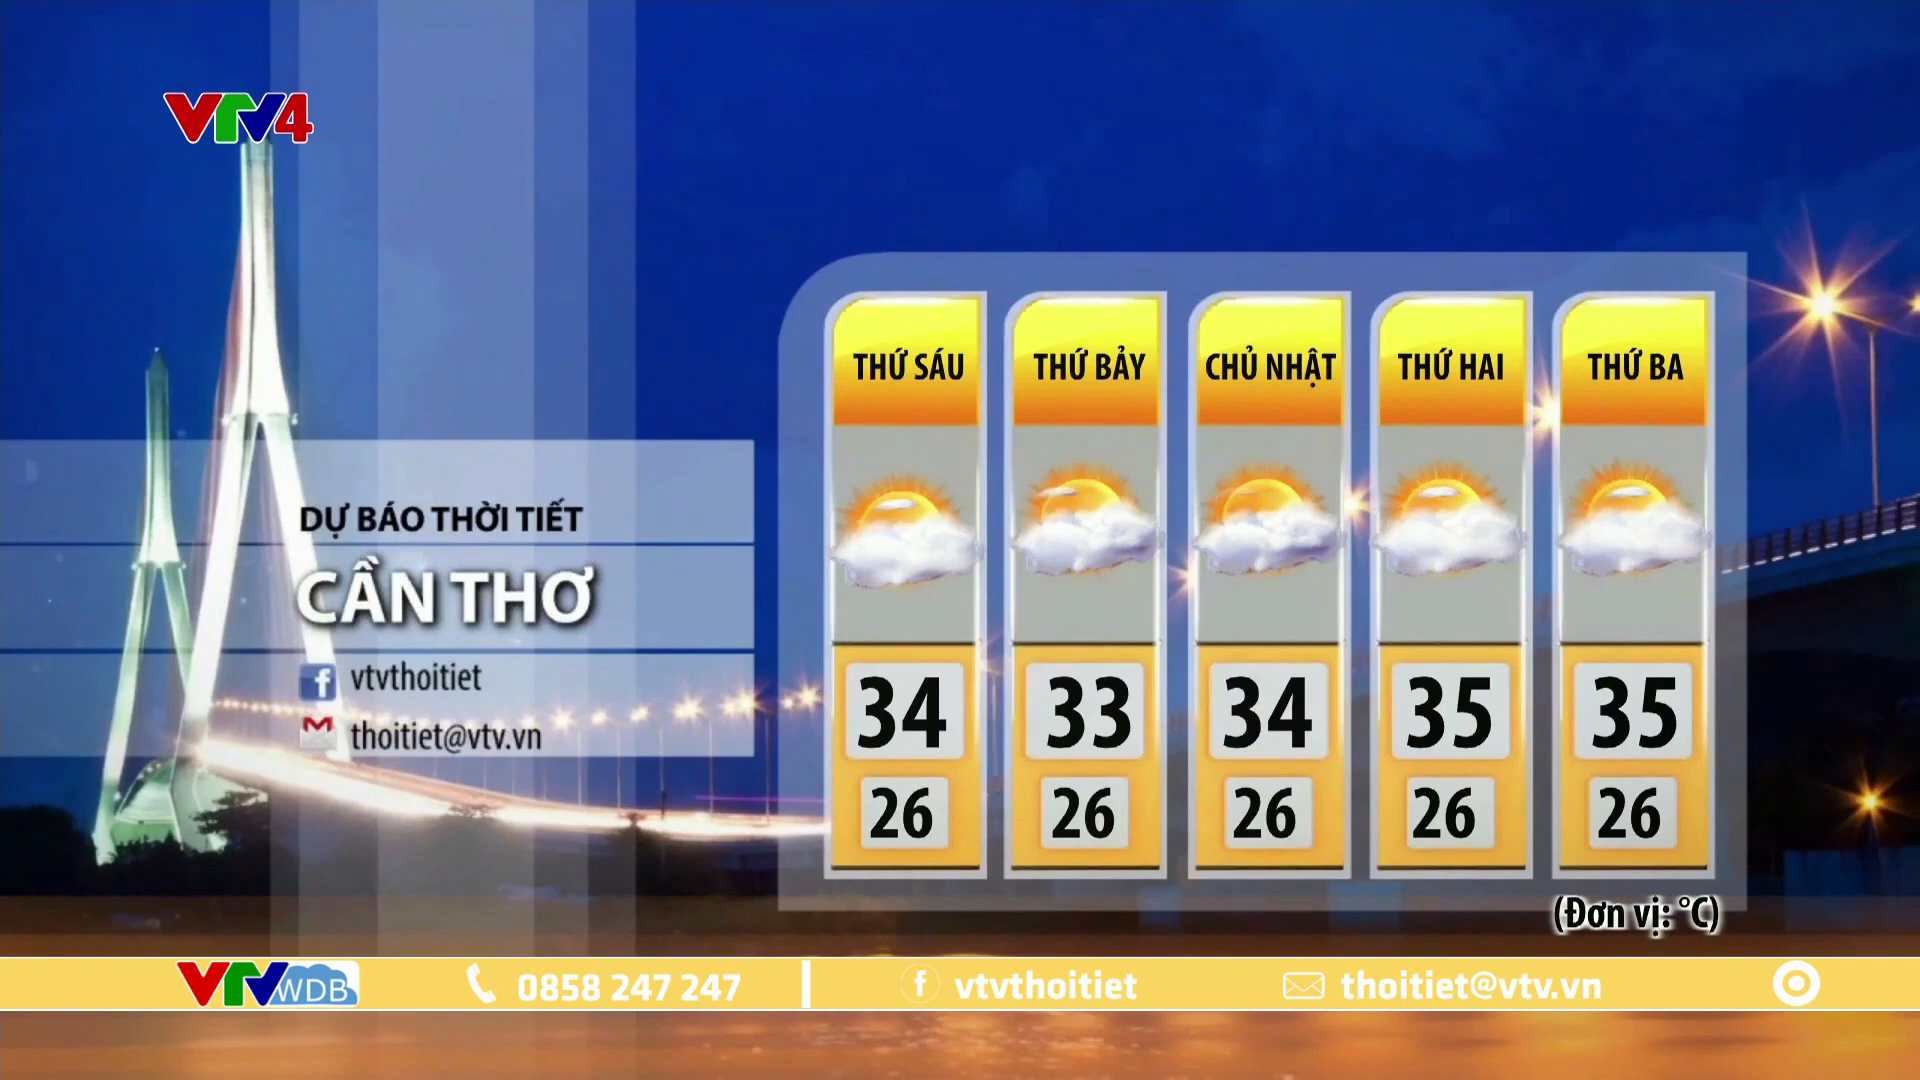 VTV4
THỨ SÁU
THỨ BẢY
CHỦ NHẬT
THỨ HAI
THỨ BA
DỰ BÁO THỜI TIẾT
CẦN THƠ
f vtvthoitiet
M thoitiet@vtv.vn
34
33
34
35
35
26
26
26
26
26
(Đơn vị: °C)
VTV WDB
0858 247 247
f vtvthoitiet
thoitiet@vtv.vn